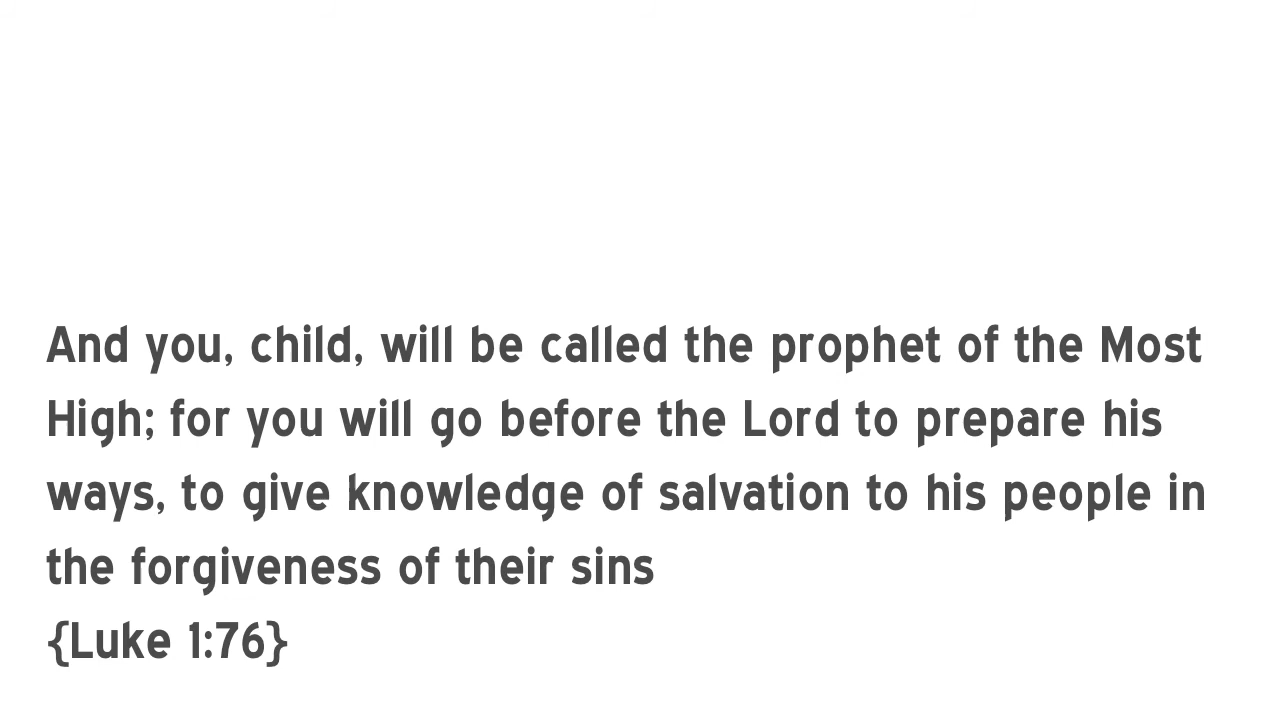 And you, child, will be called the prophet of the Most
High; for you will go before the Lord to prepare his
ways, to give knowledge of salvation to his people in
the forgiveness of their sins
{Luke 1:76}